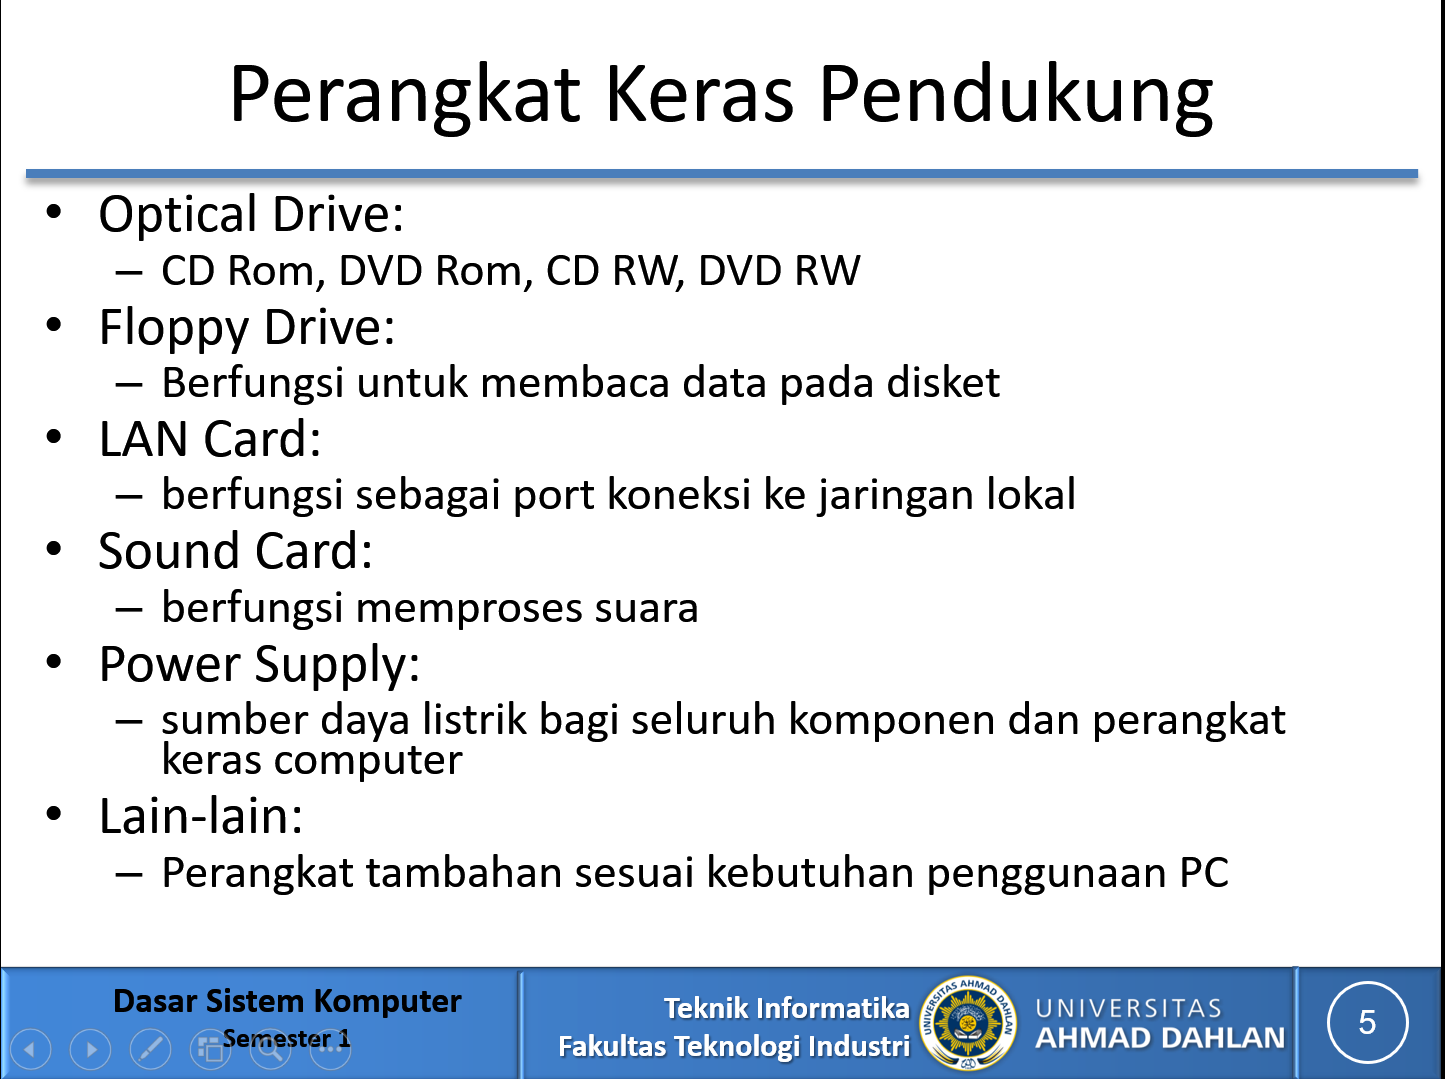 Perangkat Keras Pendukung
• Optical Drive:
– CD Rom, DVD Rom, CD RW, DVD RW
• Floppy Drive:
– Berfungsi untuk membaca data pada disket
• LAN Card:
– berfungsi sebagai port koneksi ke jaringan lokal
• Sound Card:
– berfungsi memproses suara
• Power Supply:
– sumber daya listrik bagi seluruh komponen dan perangkat
keras computer
• Lain-lain:
– Perangkat tambahan sesuai kebutuhan penggunaan PC
Dasar Sistem Komputer
Semester 1
Teknik Informatika
Fakultas Teknologi Industri
UNIVERSITAS AHMAD DAHLAN
UNIVERSITAS
AHMAD DAHLAN
5